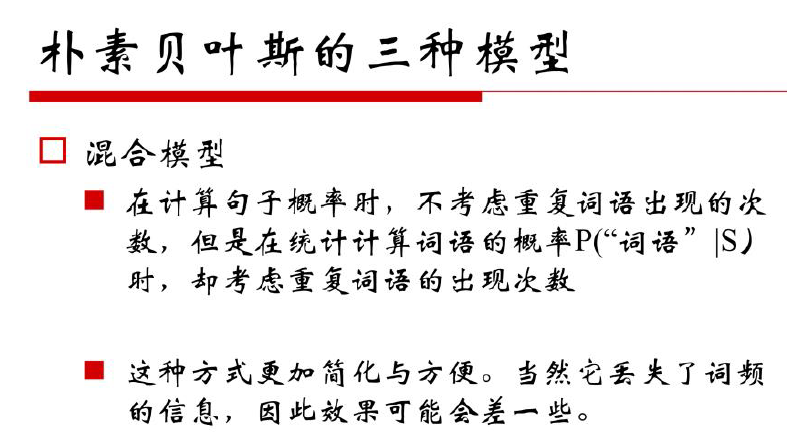 朴素贝叶斯的三种模型
混合模型
在计算句子概率时，不考虑重复词语出现的次
数，但是在统计计算词语的概率P(“词语”|S）
时，却考虑重复词语的出现次数
这种方式更加简化与方便。当然它丢失了词频
的信息，因此效果可能会差一些。